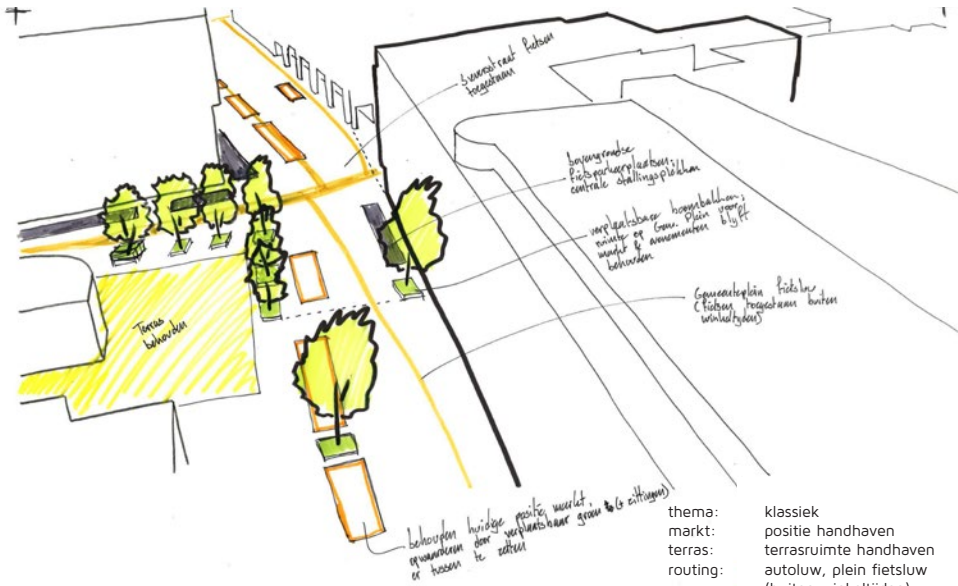 Sieversstraat fietsen
toegestaan
bovengrondse
fietsparkeerplaatsen;
centrale stallingsplekken
verplaatsbare boombakken;
ruimte op Gem. Plein voor
markt & evenementen blijft
behouden
Gemeenteplein fietsluw
(fietsen toegestaan buiten
winkeltijden)
Terras
behouden
behouden huidige positie markt,
opwaarderen door verplaatsbaar groen (+ zittingen)
er tussen te zetten
thema: klassiek
markt: positie handhaven
terras: terrasruimte handhaven
routing: autoluw, plein fietsluw